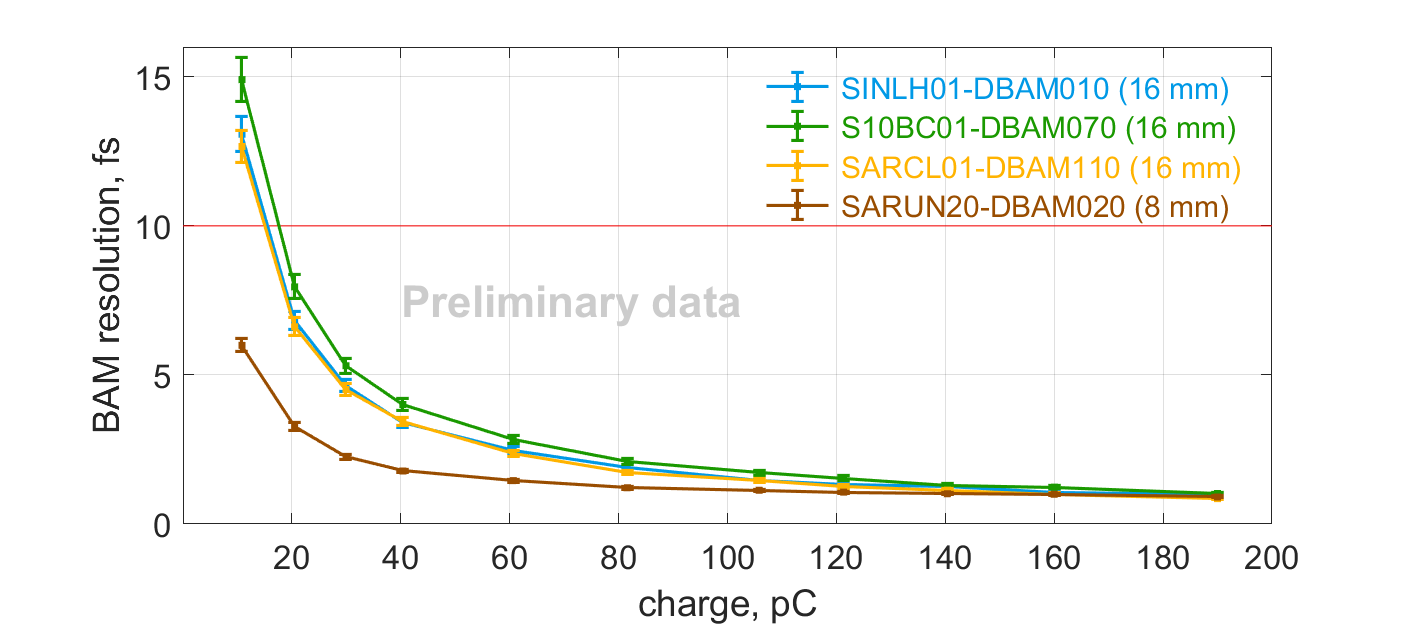 15
10
5
0
BAM resolution, fs
SINLH01-DBAM010 (16 mm)
S10BC01-DBAM070 (16 mm)
SARCL01-DBAM110 (16 mm)
SARUN20-DBAM020 (8 mm)
Preliminary data
20 40 60 80 100 120 140 160 180 200
charge, pC